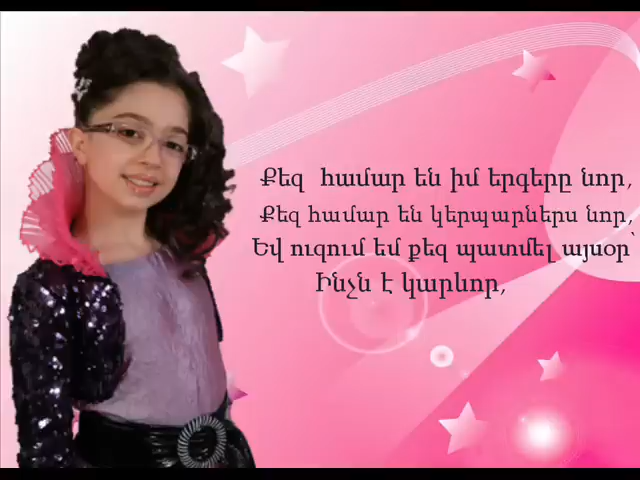 Քեզ համար են իմ երգերը նոր,
Քեզ համար են կերպարներս նոր,
Եվ ուզում եմ քեզ պատմել այսօր՝
Ինչն է կարևոր,